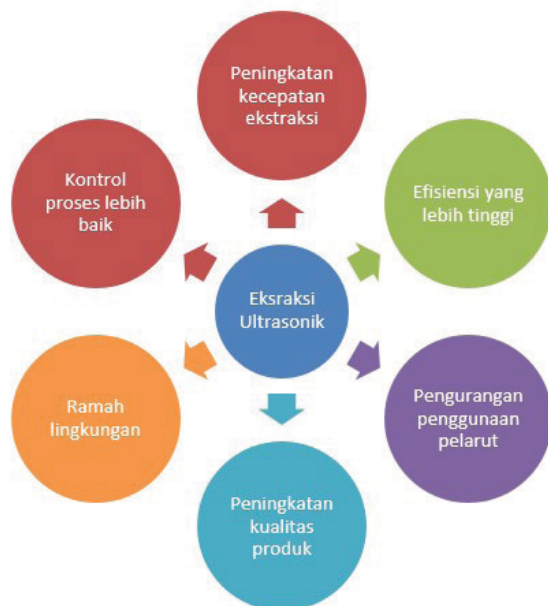 Peningkatan
kecepatan
ekstraksi
Efisiensi yang
lebih tinggi
Pengurangan
penggunaan
pelarut
Peningkatan
kualitas
produk
Ramah
lingkungan
Kontrol
proses lebih
baik
Eksraksi
Ultrasonik